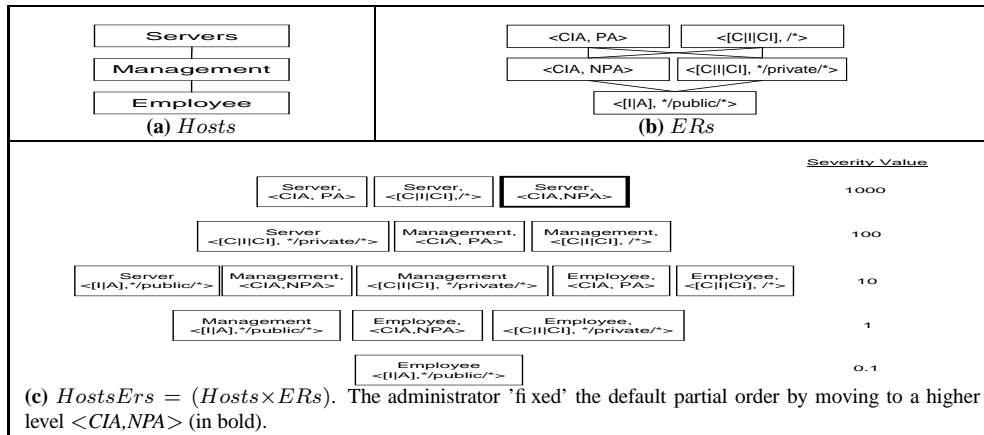 Servers
Management
Employee
(a) Hosts
<CIA, PA>
<[C|I|CI], /*>
<CIA, NPA>
<[C|I|CI], */private/*>
<[I|A], */public/*>
(b) ERs
Severity Value
Server,
<CIA, PA>
Server,
<[C|I|CI],/*>
Server,
<CIA,NPA>
1000
Server
<[C|I|CI], */private/*>
Management,
<CIA, PA>
Management,
<[C|I|CI], /*>
100
Server
<[I|A],*/public/*>
Management,
<CIA,NPA>
Management
<[C|I|CI], */private/*>
Employee,
<CIA, PA>
Employee,
<[C|I|CI], /*>
10
Management
<[I|A],*/public/*>
Employee,
<CIA,NPA>
Employee,
<[C|I|CI], */private/*>
1
Employee
<[I|A],*/public/*>
0.1
(c) HostsErs = (Hosts×ERs). The administrator 'fixed' the default partial order by moving to a higher
level <CIA,NPA> (in bold).